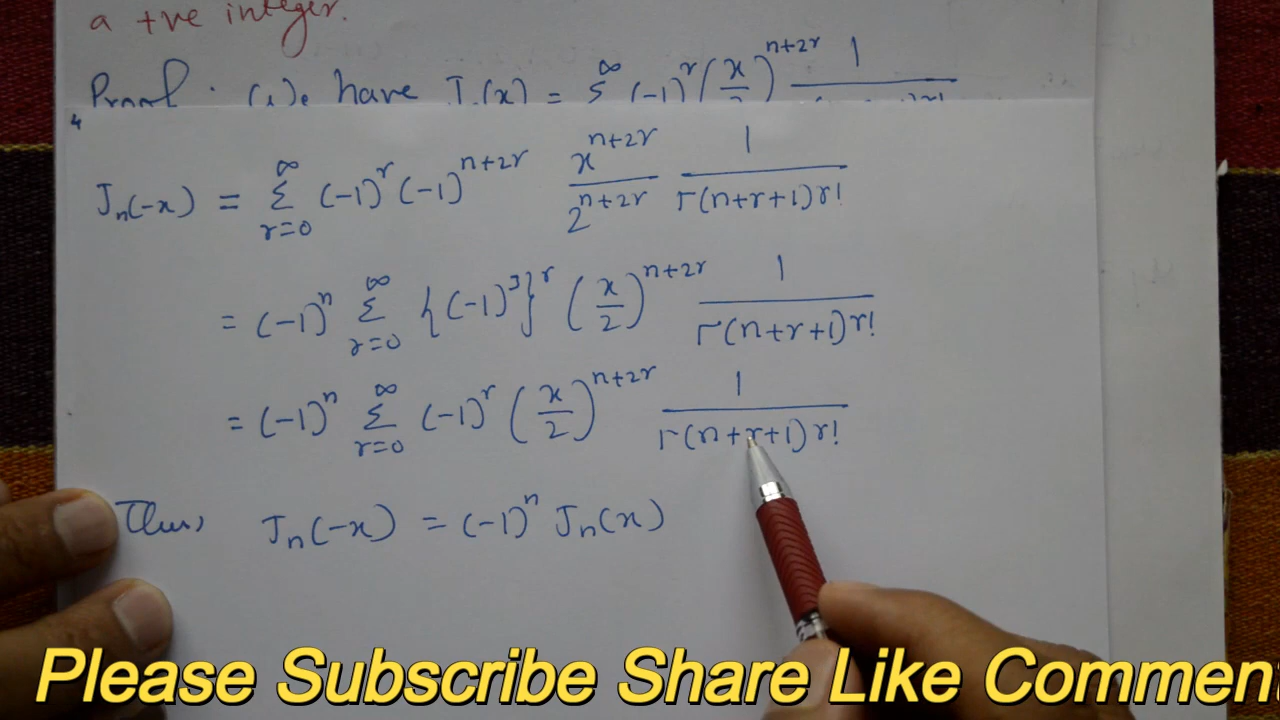 a +ve integer.
Proof : We have Jₙ(x) = Σ^∞ (-1)^r (x/2)^{n+2r} 1/
Jₙ(-x) = Σ_{r=0}^∞ (-1)^r (-1)^{n+2r} x^{n+2r}/2^{n+2r} 1/(Γ(n+r+1) r!)
= (-1)^n Σ_{r=0}^∞ {(-1)^3}^r (x/2)^{n+2r} 1/(Γ(n+r+1) r!)
= (-1)^n Σ_{r=0}^∞ (-1)^r (x/2)^{n+2r} 1/(Γ(n+r+1) r!)
Thus, Jₙ(-x) = (-1)^n Jₙ(x)
Please Subscribe Share Like Commen